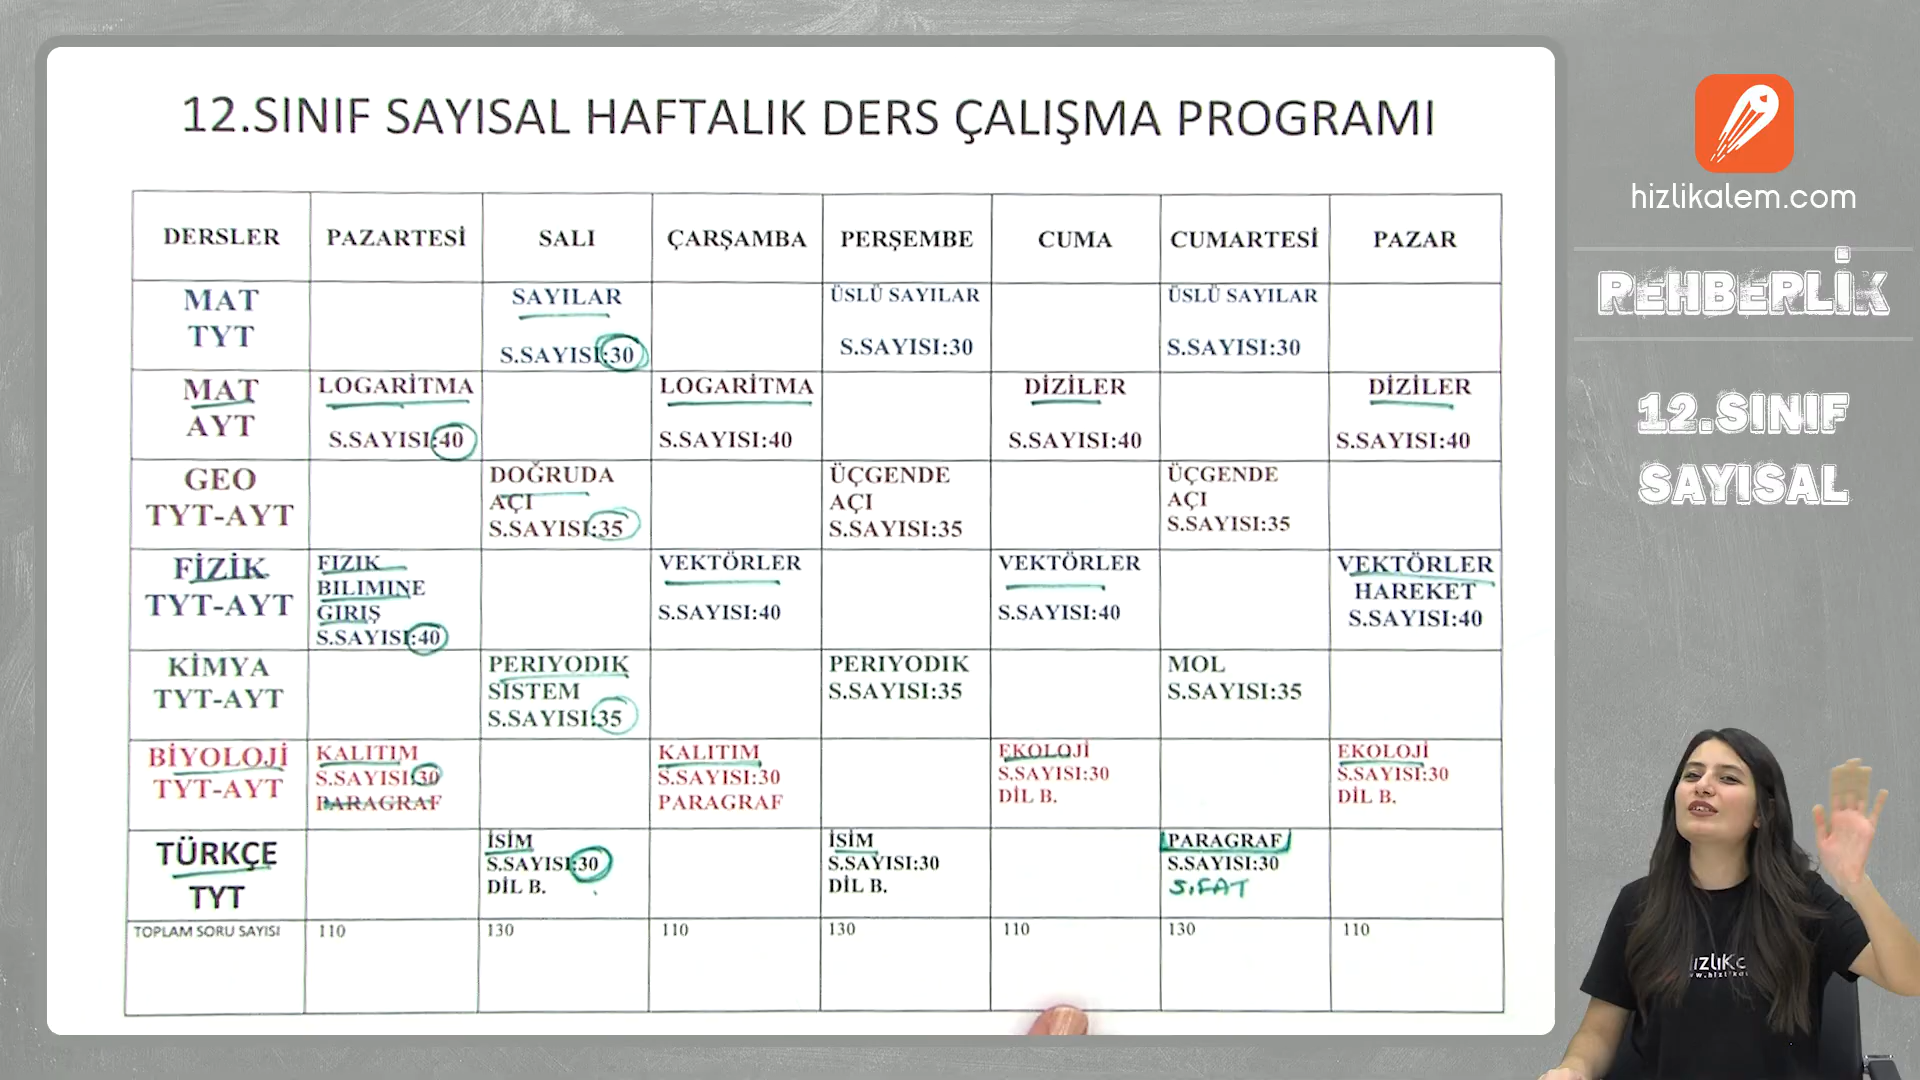 12.SINIF SAYISAL HAFTALIK DERS ÇALIŞMA PROGRAMI
DERSLER PAZARTESİ SALI ÇARŞAMBA PERŞEMBE CUMA CUMARTESİ PAZAR
MAT
TYT
SAYILAR
S.SAYISI:30
ÜSLÜ SAYILAR
S.SAYISI:30
ÜSLÜ SAYILAR
S.SAYISI:30
MAT
AYT
LOGARİTMA
S.SAYISI:40
LOGARİTMA
S.SAYISI:40
DİZİLER
S.SAYISI:40
DİZİLER
S.SAYISI:40
GEO
TYT-AYT
DOĞRUDA
AÇI
S.SAYISI:35
ÜÇGENDE
AÇI
S.SAYISI:35
ÜÇGENDE
AÇI
S.SAYISI:35
FİZİK
TYT-AYT
FIZIK
BILIMINE
GIRIŞ
S.SAYISI:40
VEKTÖRLER
S.SAYISI:40
VEKTÖRLER
S.SAYISI:40
VEKTÖRLER
HAREKET
S.SAYISI:40
KİMYA
TYT-AYT
PERIYODIK
SISTEM
S.SAYISI:35
PERIYODIK
S.SAYISI:35
MOL
S.SAYISI:35
BİYOLOJİ
TYT-AYT
KALITIM
S.SAYISI:30
PARAGRAF
KALITIM
S.SAYISI:30
PARAGRAF
EKOLOJİ
S.SAYISI:30
DİL B.
EKOLOJİ
S.SAYISI:30
DİL B.
TÜRKÇE
TYT
İSİM
S.SAYISI:30
DİL B.
İSİM
S.SAYISI:30
DİL B.
PARAGRAF
S.SAYISI:30
SIFAT
TOPLAM SORU SAYISI 110 130 110 130 110 130 110
hizlikalem.com
REHBERLİK
12.SINIF
SAYISAL